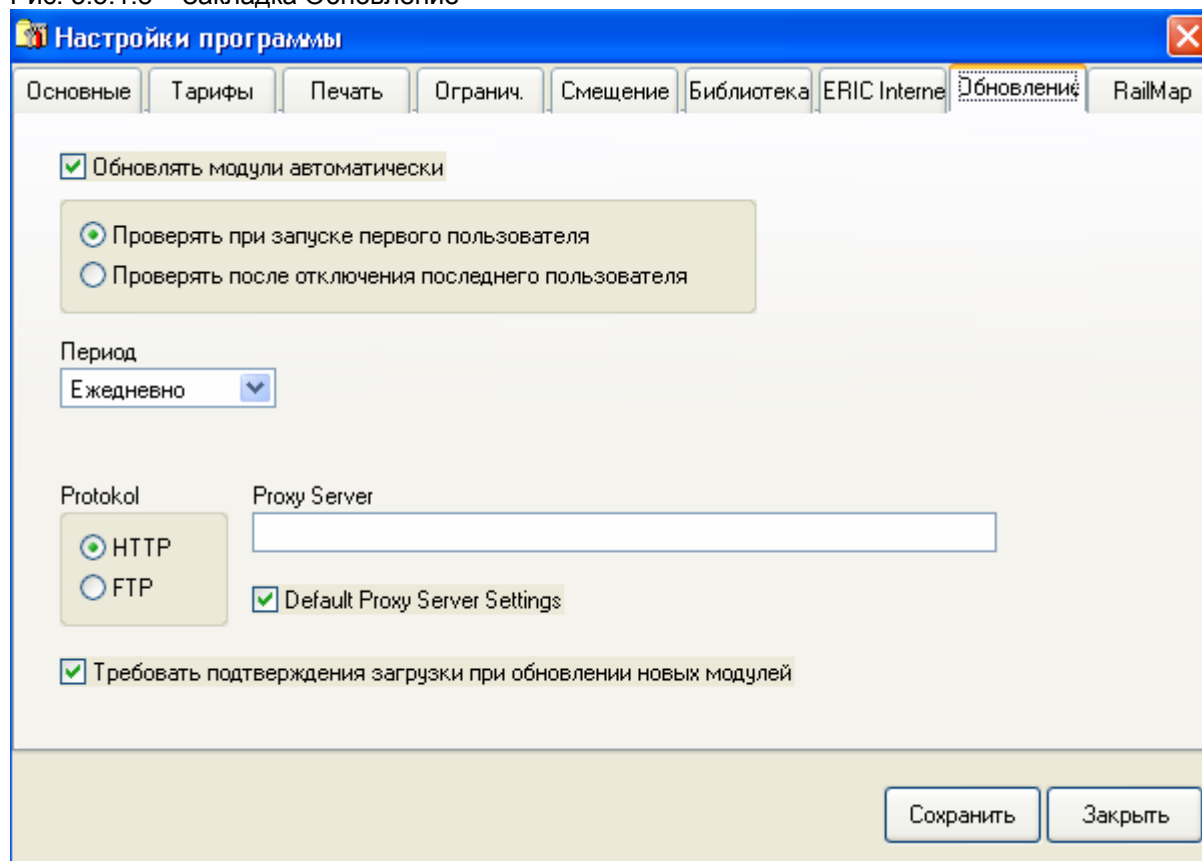 Закладка Обновление
Настройки программы
Основные Тарифы Печать Огранич. Смещение Библиотека ERIC Interne Обновление RailMap
Обновлять модули автоматически
Проверять при запуске первого пользователя
Проверять после отключения последнего пользователя
Период
Ежедневно
Protokol Proxy Server
HTTP
FTP
Default Proxy Server Settings
Требовать подтверждения загрузки при обновлении новых модулей
Сохранить Закрыть